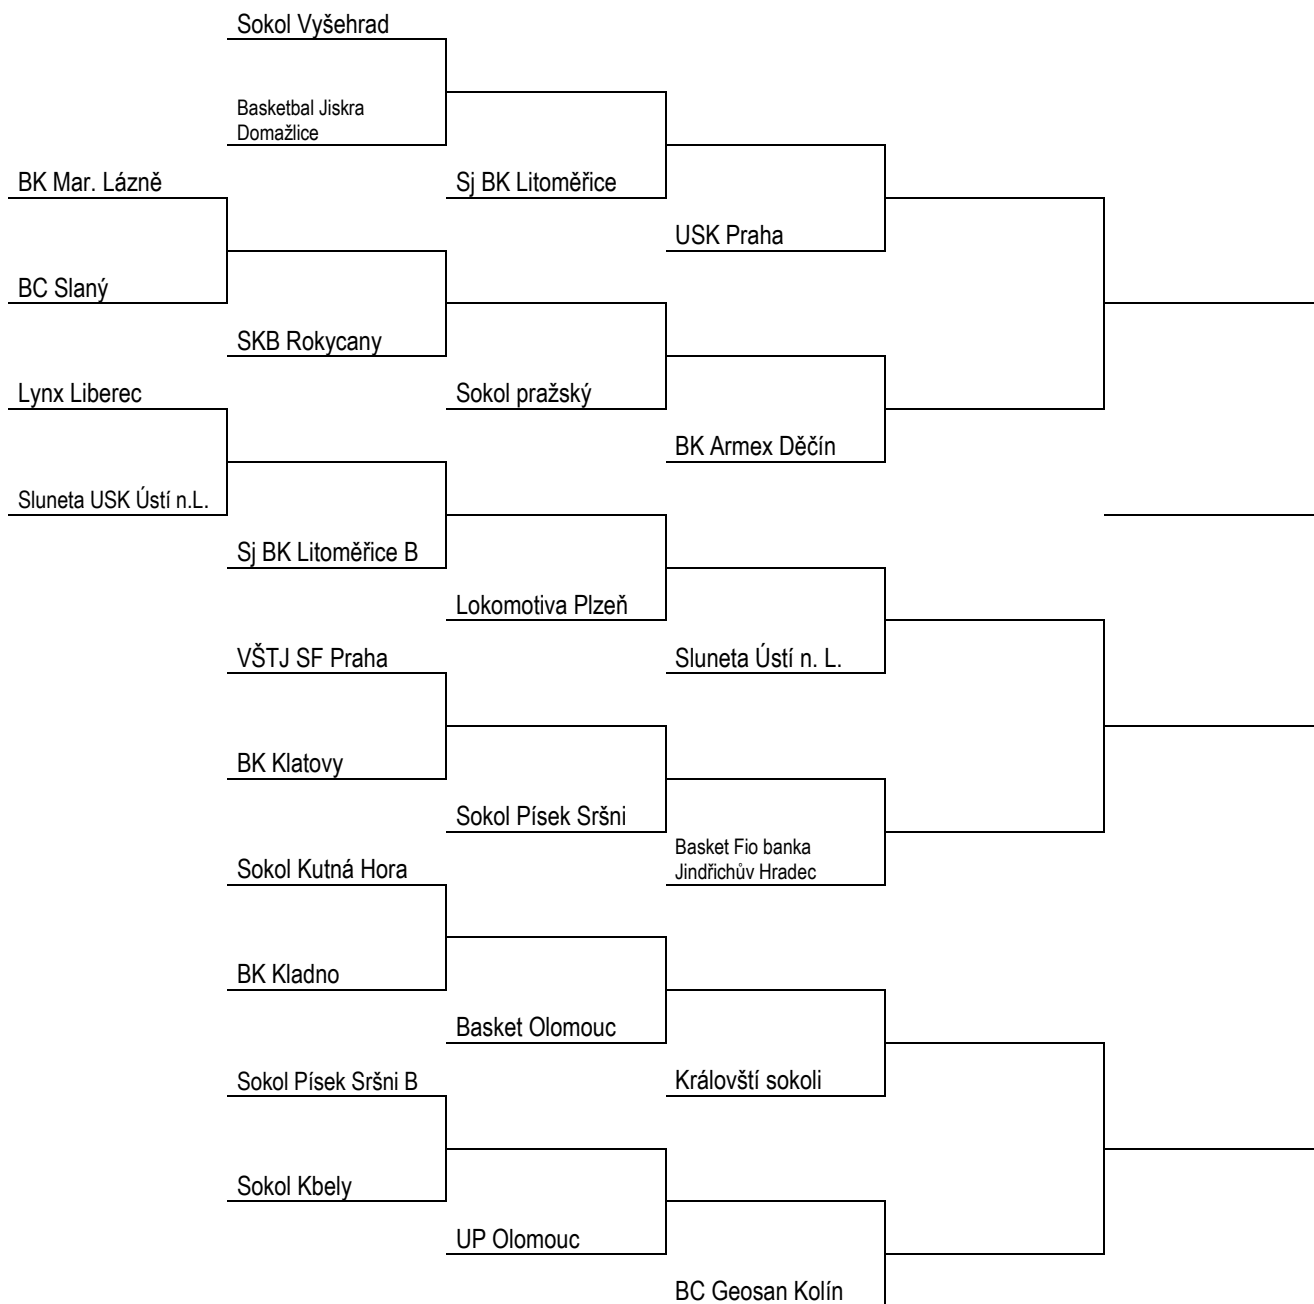 Sokol Vyšehrad
Basketbal Jiskra
Domažlice
BK Mar. Lázně
Sj BK Litoměřice
USK Praha
BC Slaný
SKB Rokycany
Lynx Liberec
Sokol pražský
BK Armex Děčín
Sluneta USK Ústí n.L.
Sj BK Litoměřice B
Lokomotiva Plzeň
VŠTJ SF Praha
Sluneta Ústí n. L.
BK Klatovy
Sokol Písek Sršni
Basket Fio banka
Jindřichův Hradec
Sokol Kutná Hora
BK Kladno
Basket Olomouc
Sokol Písek Sršni B
Královští sokoli
Sokol Kbely
UP Olomouc
BC Geosan Kolín